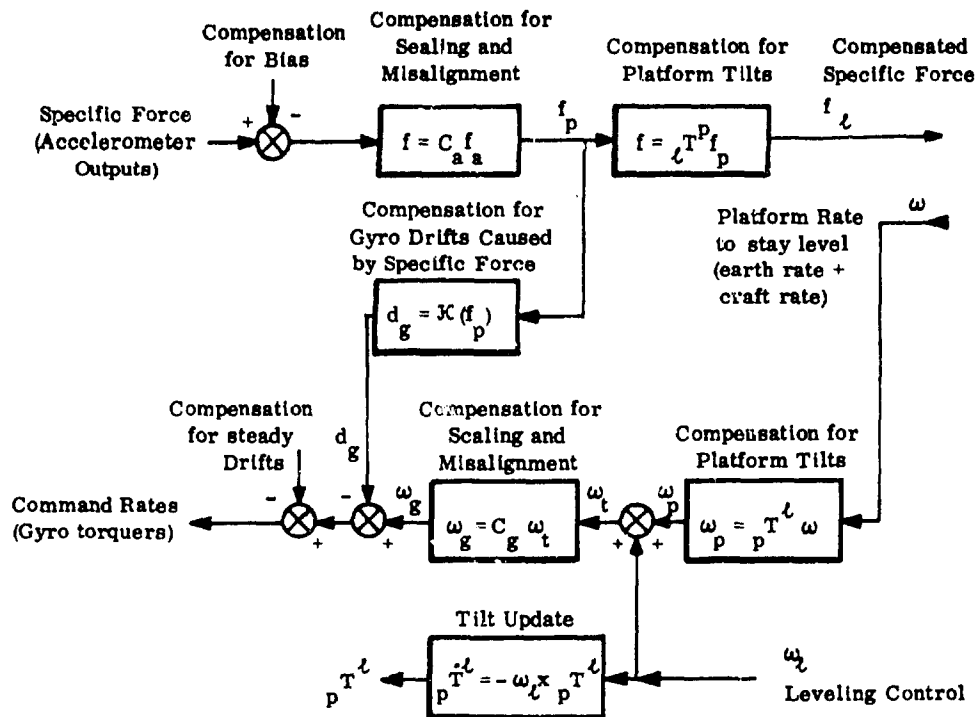 Compensation
for Bias
Compensation for
Sealing and
Misalignment
Compensation for
Platform Tilts
Compensated
Specific Force
Specific Force
(Accelerometer
Outputs)
+
-
f = C_a f_a
f_p
f = _ℓT^p f_p
f_ℓ
Compensation for
Gyro Drifts Caused
by Specific Force
d_g = K(f_p)
Platform Rate
to stay level
(earth rate +
craft rate)
ω
Compensation
for steady
Drifts
d_g
Compensation for
Scaling and
Misalignment
Compensation for
Platform Tilts
Command Rates
(Gyro torquers)
-
+
-
+
ω_g
ω_g = C_g ω_t
ω_t
+
+
ω_p
ω_p = _pT^ℓ ω
Tilt Update
_pT^ℓ
_pṪ^ℓ = -ω_ℓ x _pT^ℓ
ω_ℓ
Leveling Control